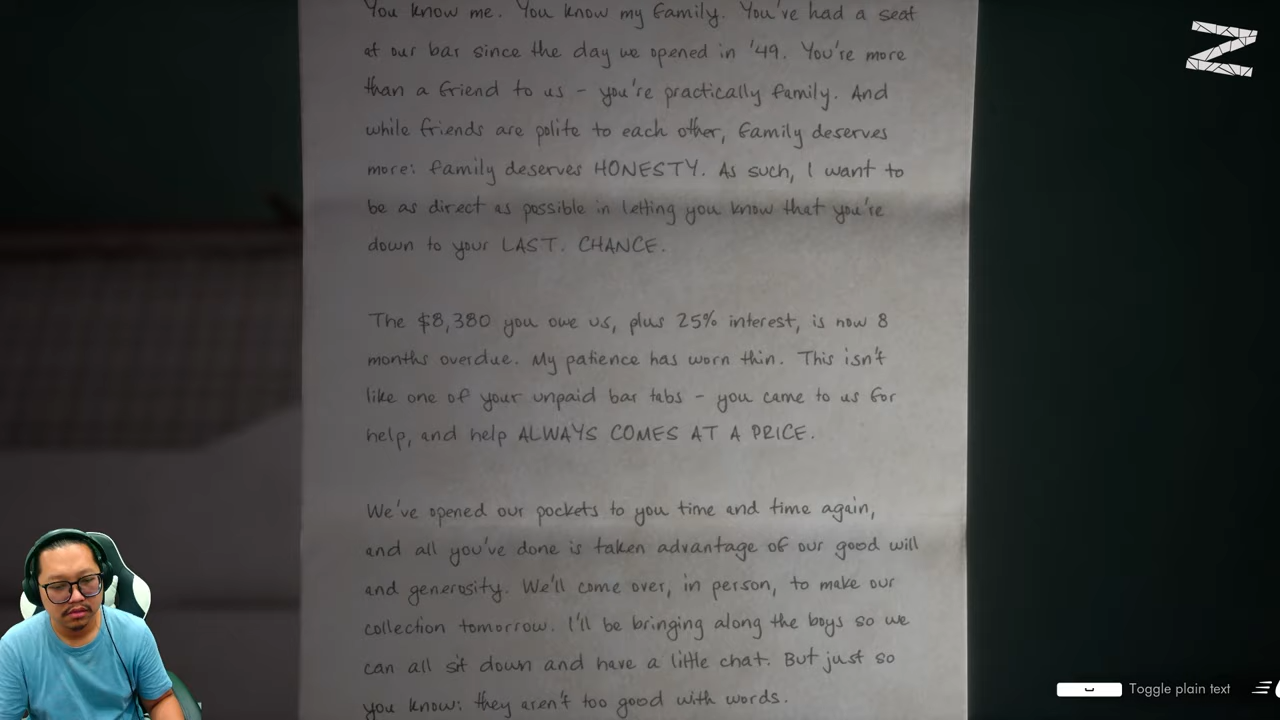 You know me. You know my family. You've had a seat
at our bar since the day we opened in '49. You're more
than a friend to us - you're practically family. And
while friends are polite to each other, family deserves
more: family deserves HONESTY. As such, I want to
be as direct as possible in letting you know that you're
down to your LAST. CHANCE.
The $8,380 you owe us, plus 25% interest, is now 8
months overdue. My patience has worn thin. This isn't
like one of your unpaid bar tabs - you came to us for
help, and help ALWAYS COMES AT A PRICE.
We've opened our pockets to you time and time again,
and all you've done is taken advantage of our good will
and generosity. We'll come over, in person, to make our
collection tomorrow. I'll be bringing along the boys so we
can all sit down and have a little chat. But just so
you know: they aren't too good with words.
Toggle plain text
Z